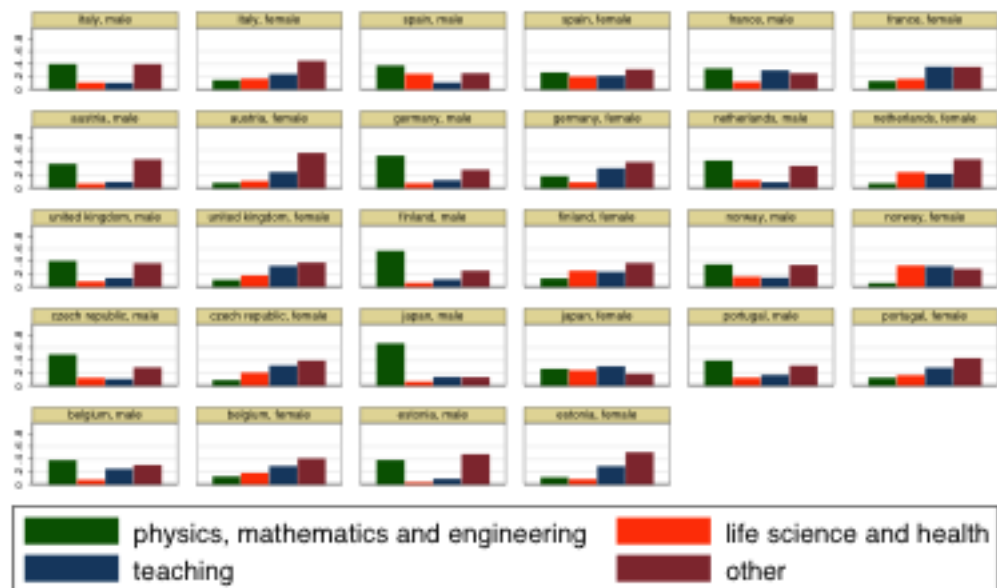 italy, male italy, female spain, male spain, female france, male france, female
austria, male austria, female germany, male germany, female netherlands, male netherlands, female
united kingdom, male united kingdom, female finland, male finland, female norway, male norway, female
czech republic, male czech republic, female japan, male japan, female portugal, male portugal, female
belgium, male belgium, female estonia, male estonia, female
physics, mathematics and engineering life science and health
teaching other